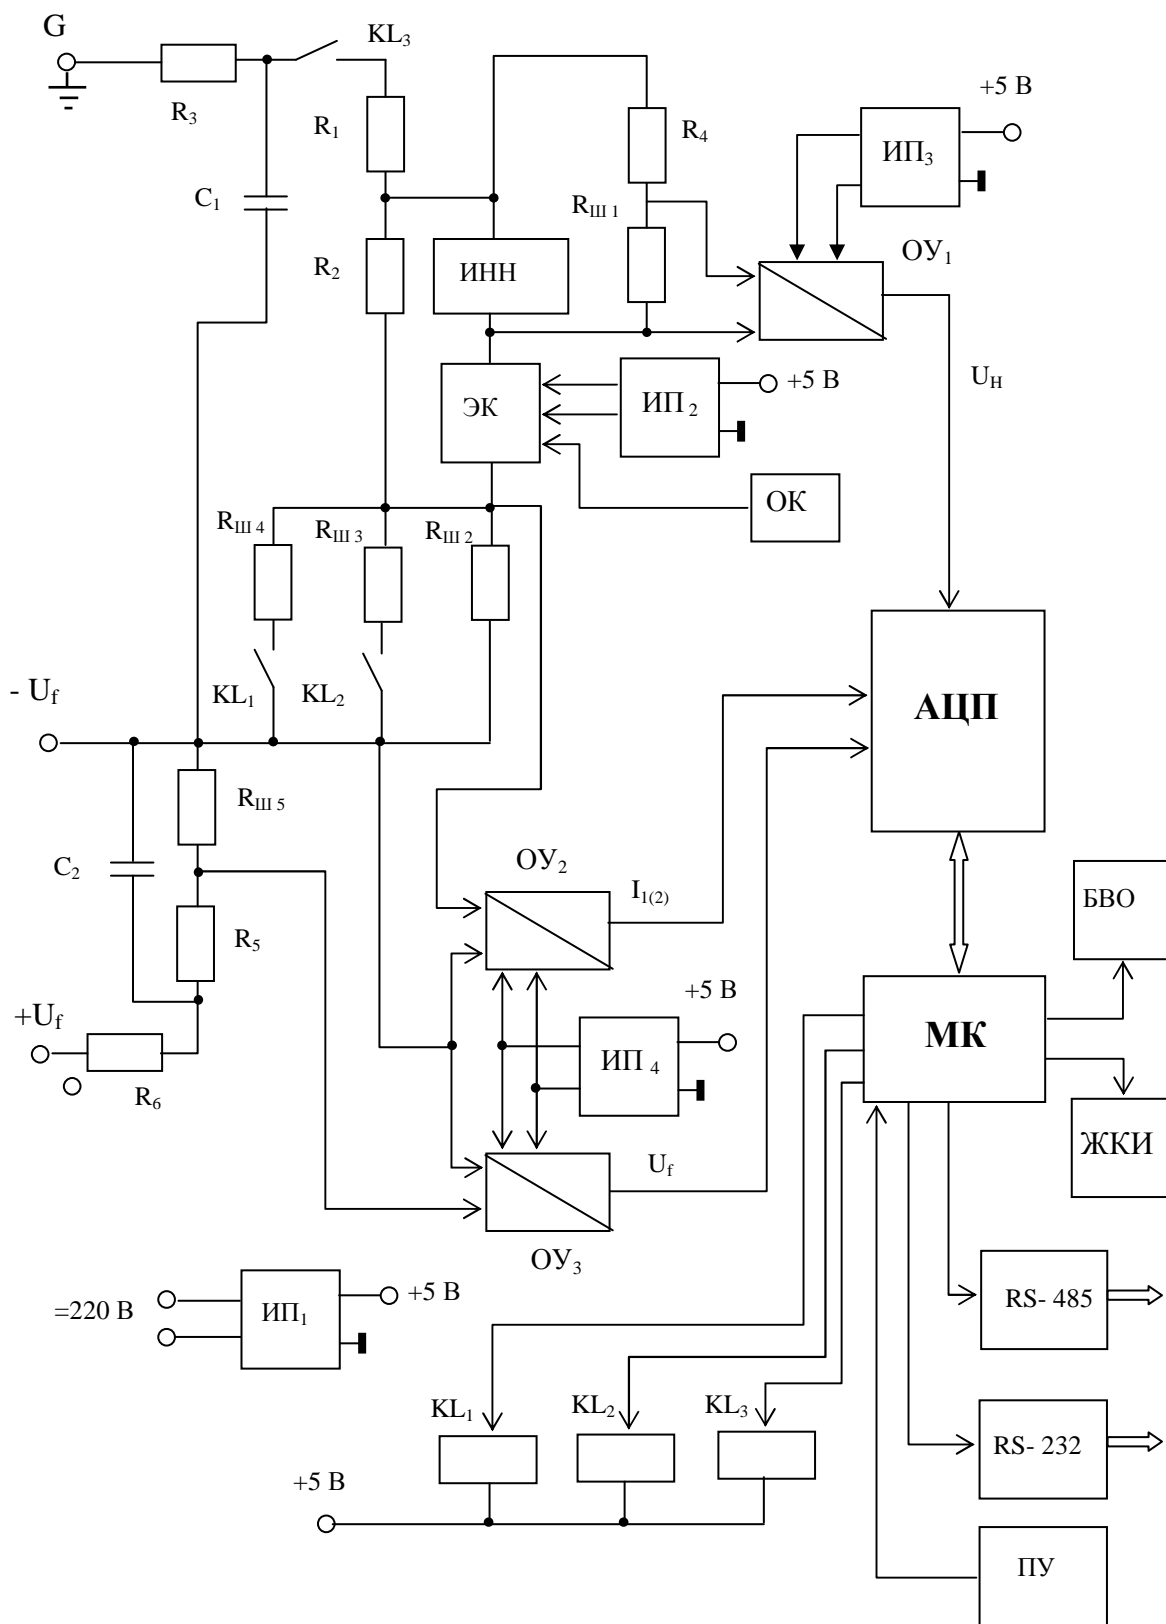 G
KL3
R3
R1
R4
+5 В
ИП3
C1
RШ 1
R2
ИНН
ОУ1
ЭК
ИП 2
+5 В
UН
ОК
RШ 4
RШ 3
RШ 2
- Uf
KL1
KL2
АЦП
RШ 5
C2
ОУ2
I1(2)
БВО
R5
+5 В
+Uf
МК
ИП 4
R6
ЖКИ
Uf
ОУ3
=220 В
ИП1
+5 В
RS- 485
KL1
KL2
KL3
RS- 232
+5 В
ПУ